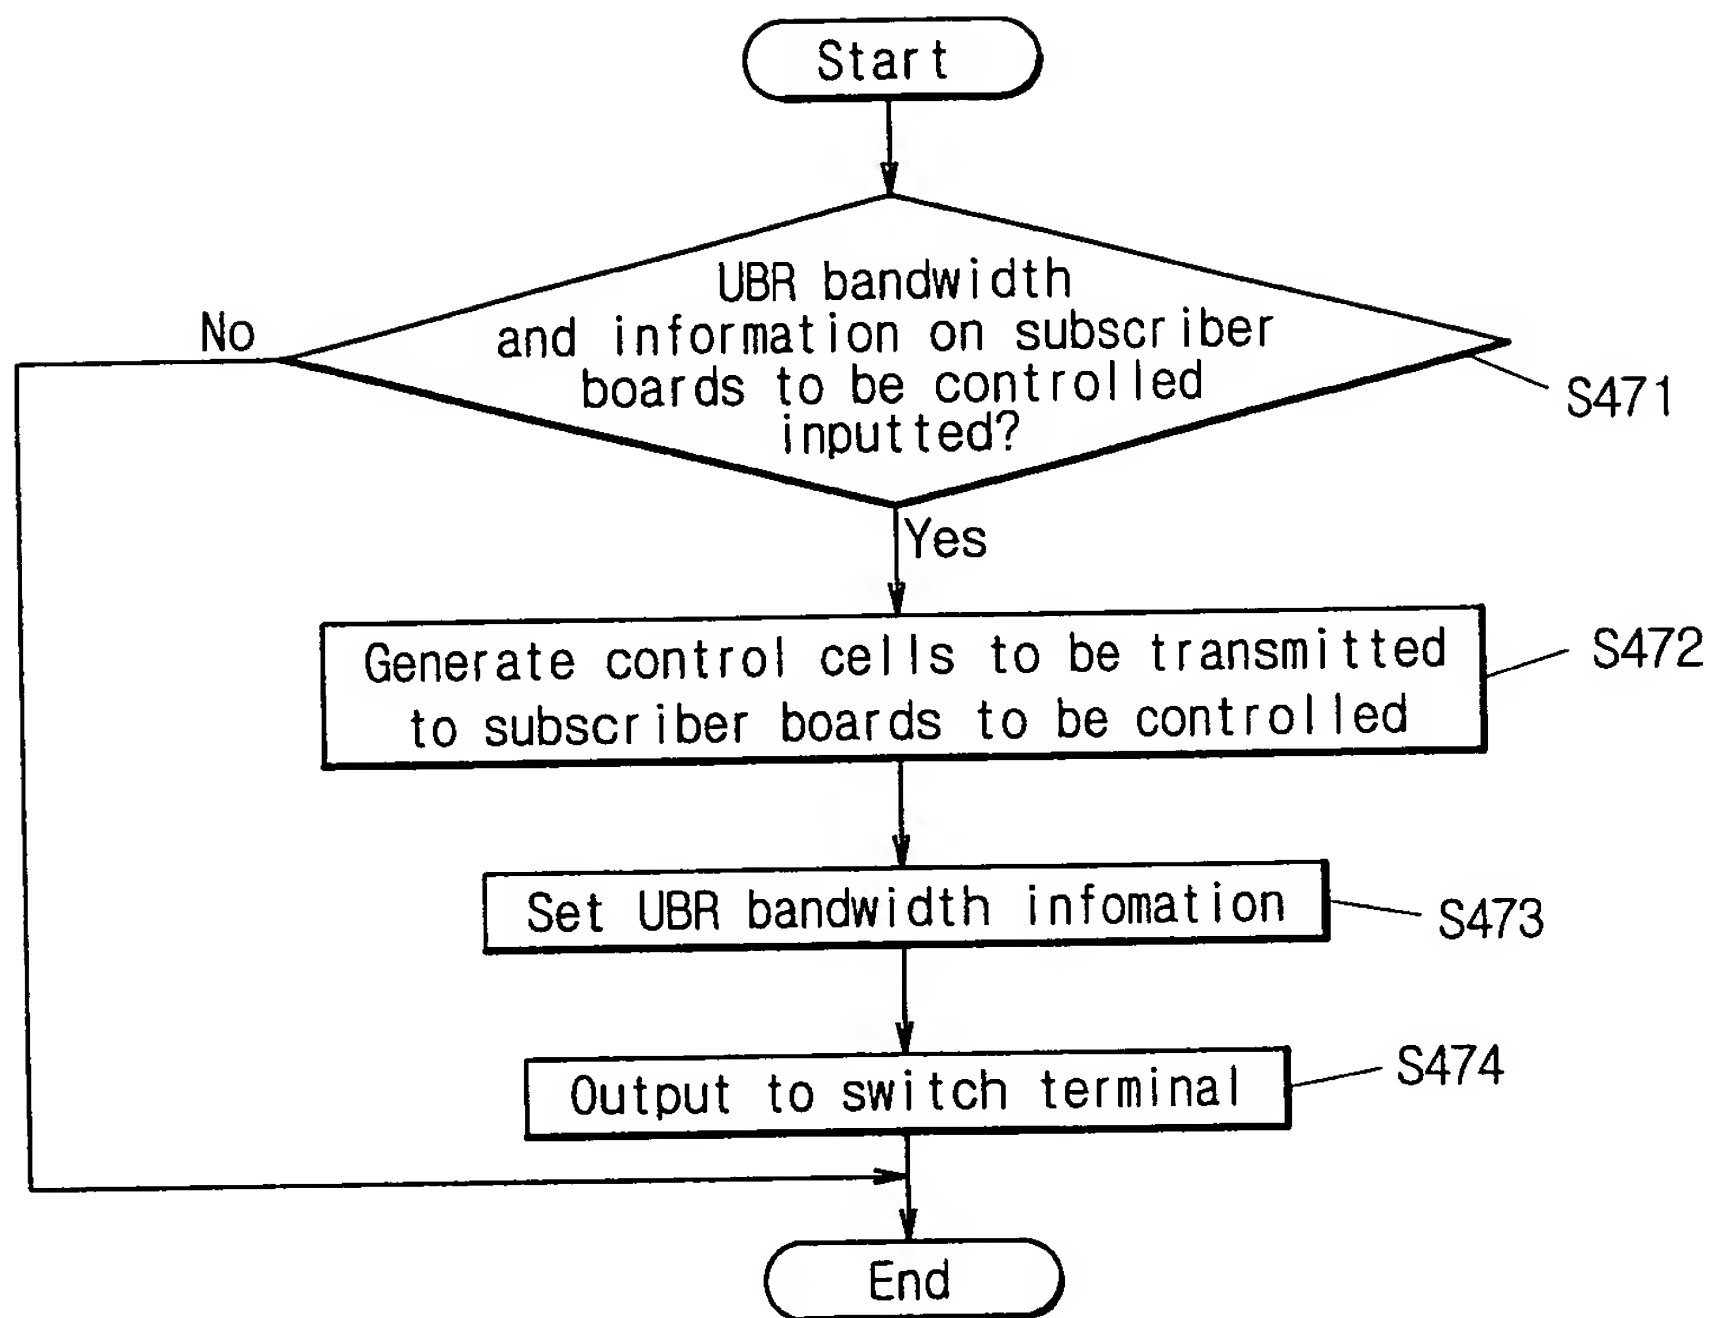 Start
UBR bandwidth
and information on subscriber
boards to be controlled
inputted?
No
S471
Yes
Generate control cells to be transmitted
to subscriber boards to be controlled
S472
Set UBR bandwidth infomation
S473
Output to switch terminal
S474
End